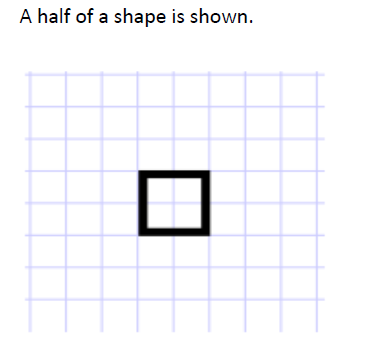 A half of a shape is shown.